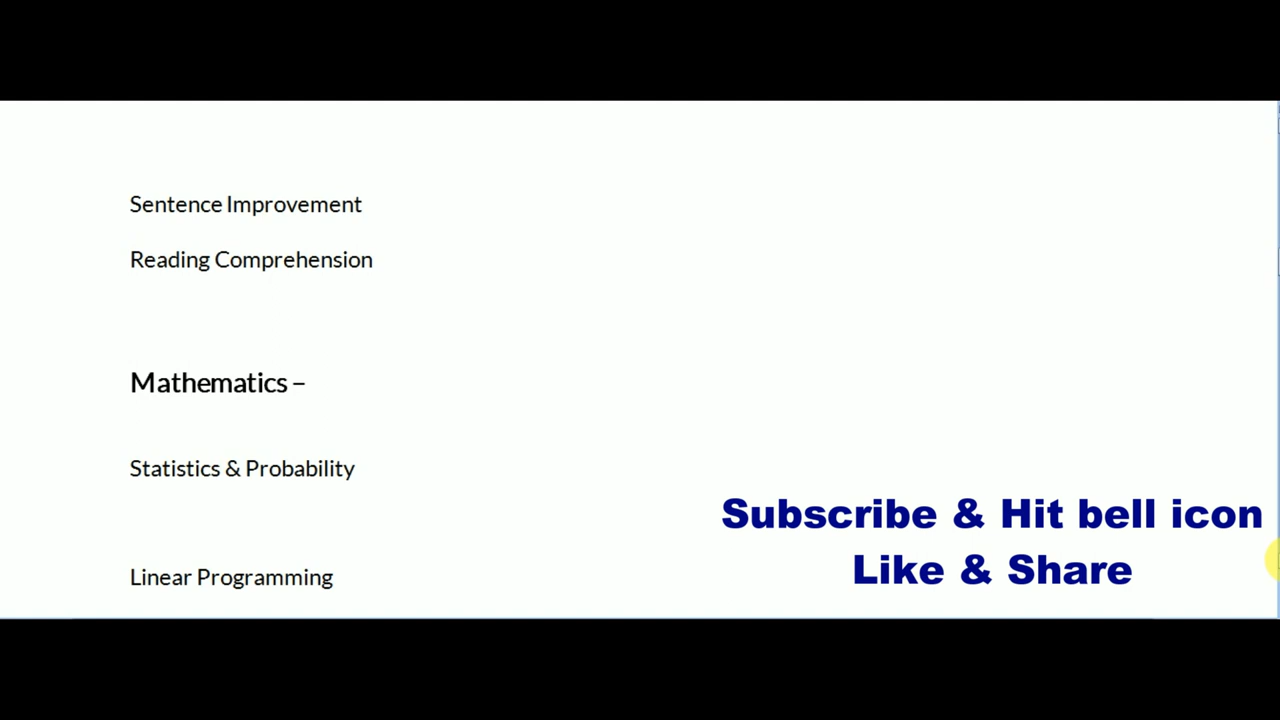 Sentence Improvement
Reading Comprehension
Mathematics –
Statistics & Probability
Linear Programming
Subscribe & Hit bell icon
Like & Share